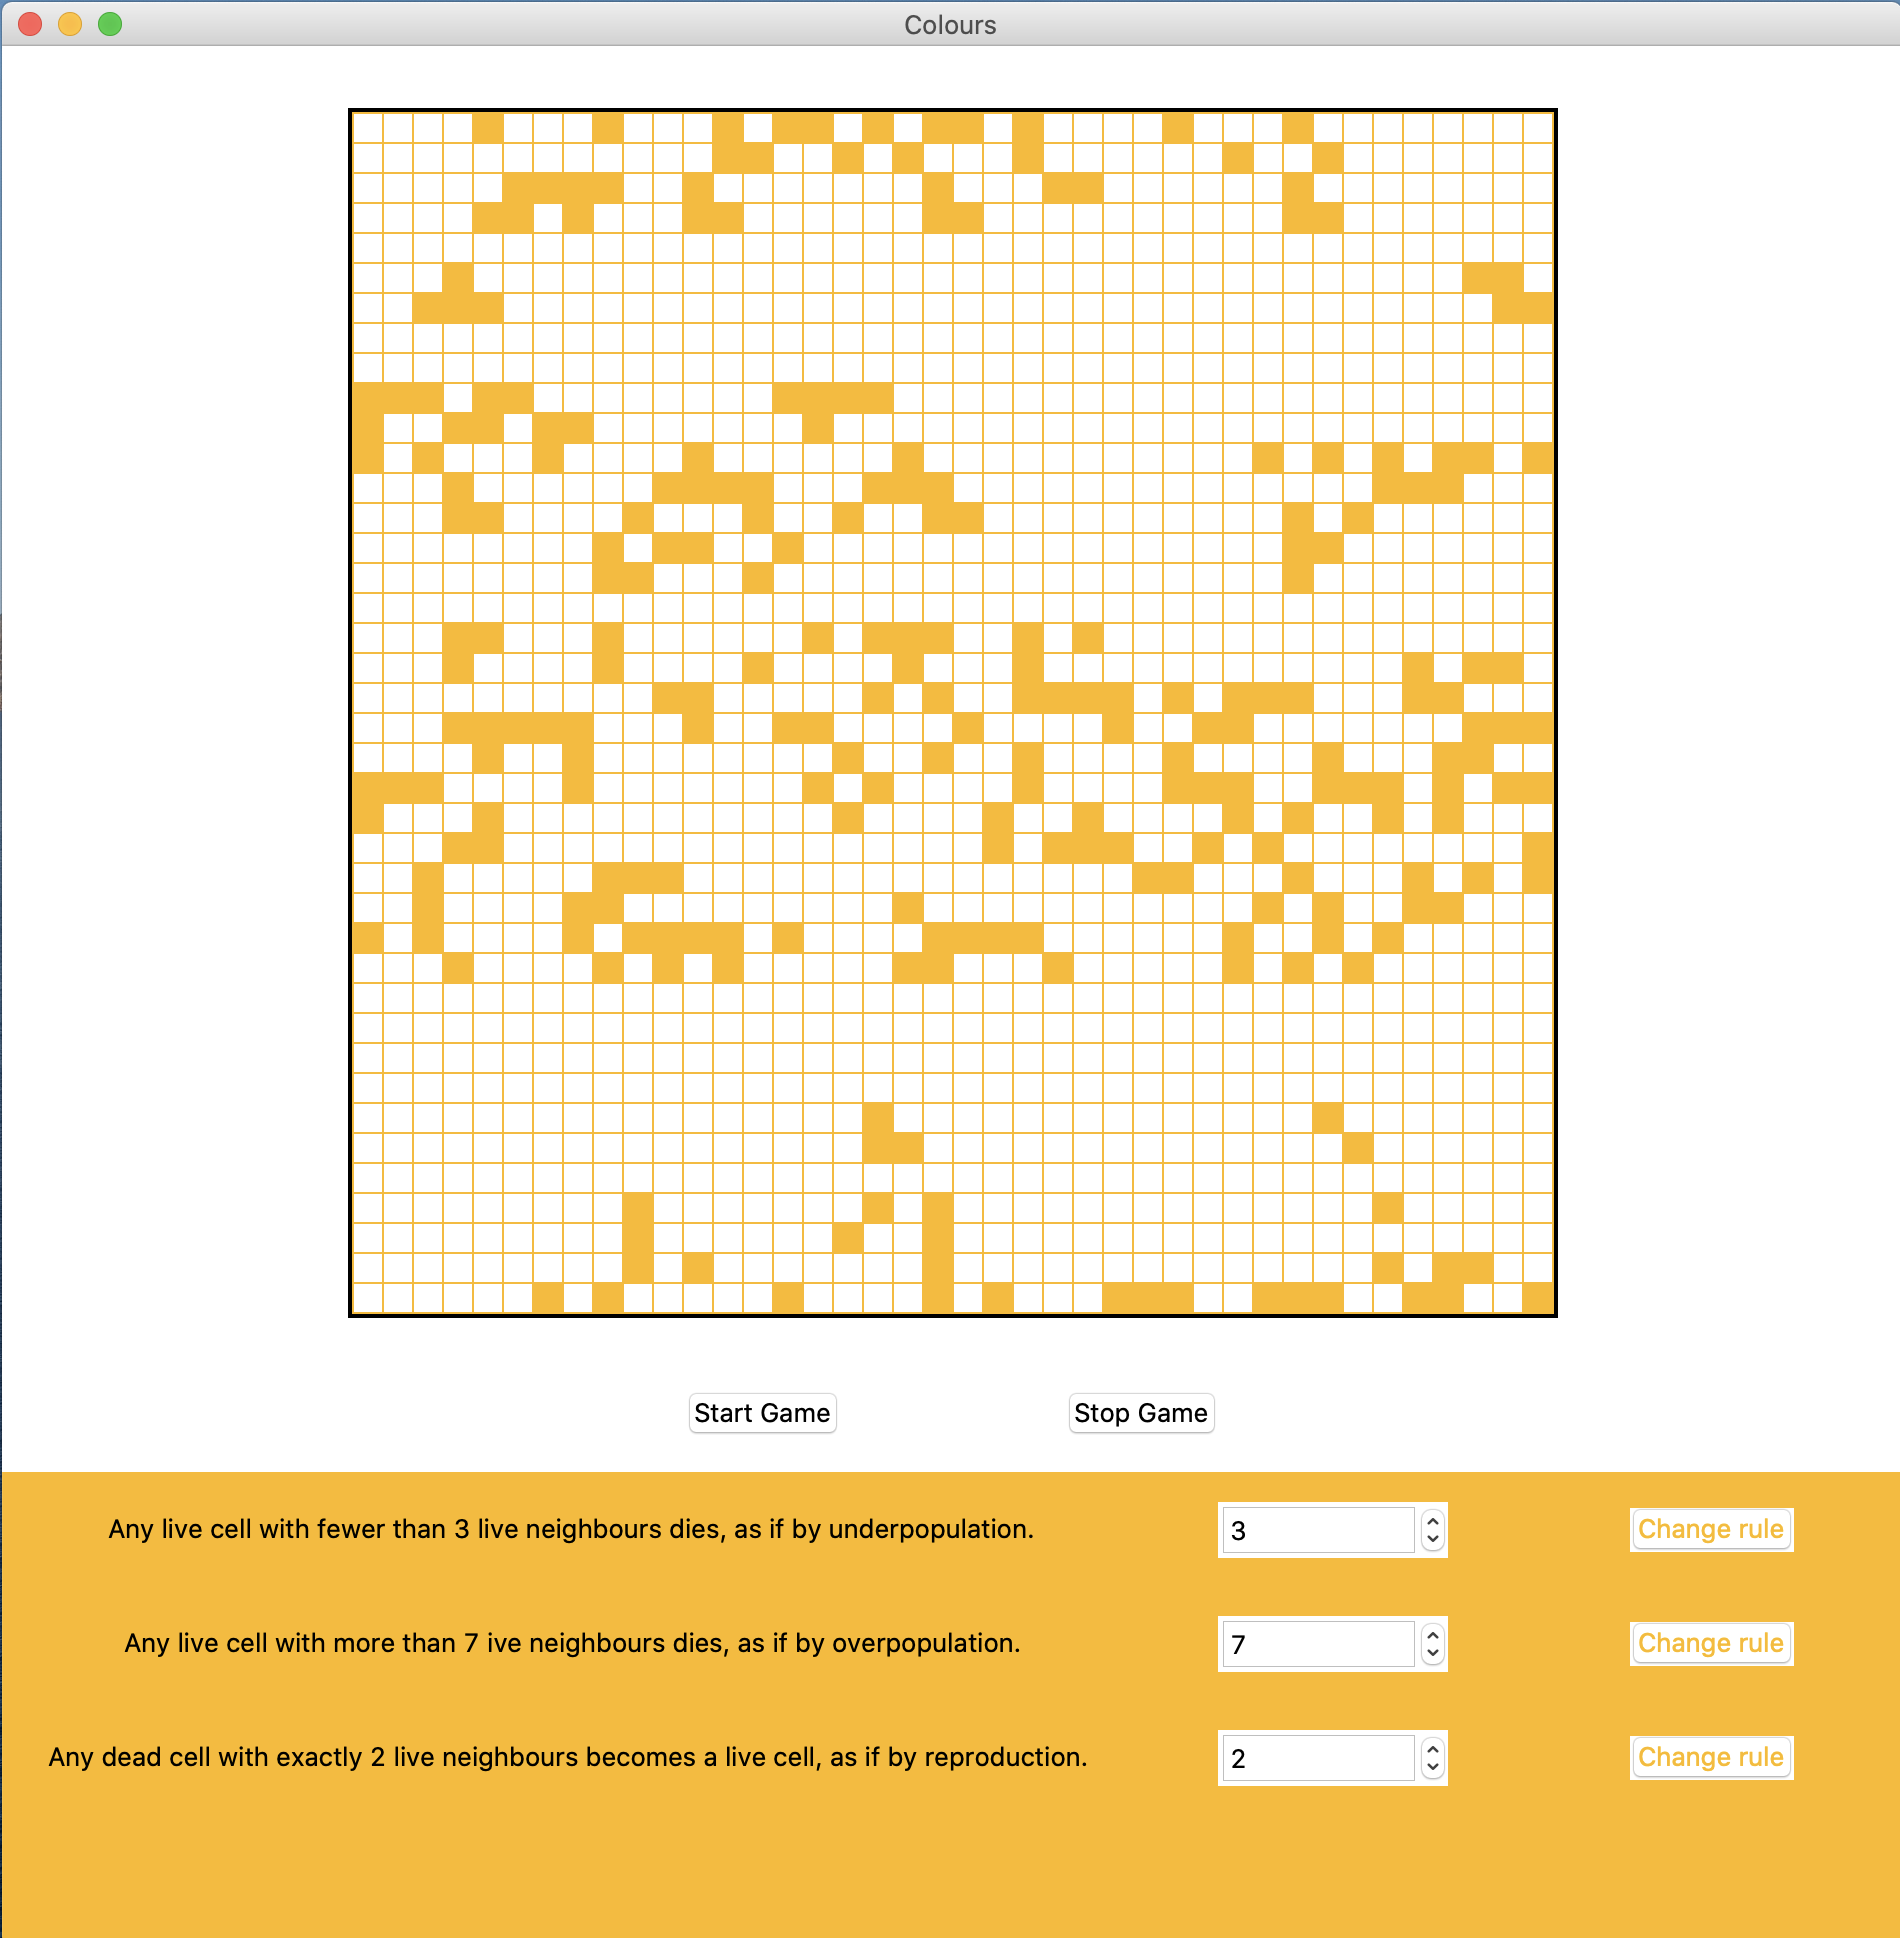 Colours
Start Game
Stop Game
Any live cell with fewer than 3 live neighbours dies, as if by underpopulation.
3
Change rule
Any live cell with more than 7 ive neighbours dies, as if by overpopulation.
7
Change rule
Any dead cell with exactly 2 live neighbours becomes a live cell, as if by reproduction.
2
Change rule